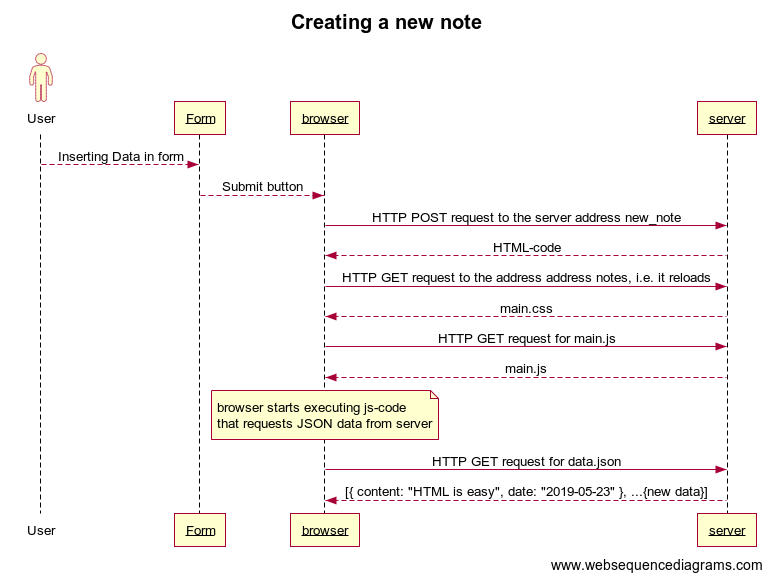 Creating a new note
User
Form
browser
server
Inserting Data in form
Submit button
HTTP POST request to the server address new_note
HTML-code
HTTP GET request to the address address notes, i.e. it reloads
main.css
HTTP GET request for main.js
main.js
browser starts executing js-code
that requests JSON data from server
HTTP GET request for data.json
[{ content: "HTML is easy", date: "2019-05-23" }, ...{new data}]
User
Form
browser
server
www.websequencediagrams.com